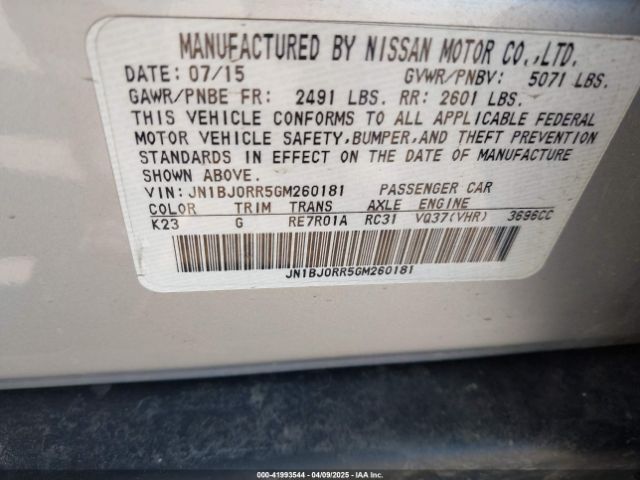 MANUFACTURED BY NISSAN MOTOR CO.,LTD.
DATE: 07/15 GVWR/PNBV: 5071 LBS.
GAWR/PNBE FR: 2491 LBS. RR: 2601 LBS.
THIS VEHICLE CONFORMS TO ALL APPLICABLE FEDERAL
MOTOR VEHICLE SAFETY,BUMPER,AND THEFT PREVENTION
STANDARDS IN EFFECT ON THE DATE OF MANUFACTURE
SHOWN ABOVE.
VIN:JN1BJ0RR5GM260181 PASSENGER CAR
COLOR TRIM TRANS AXLE ENGINE
K23 G RE7R01A RC31 VQ37(VHR) 3696CC
JN1BJ0RR5GM260181
000-41993544 | 04/09/2025 | IAA Inc.